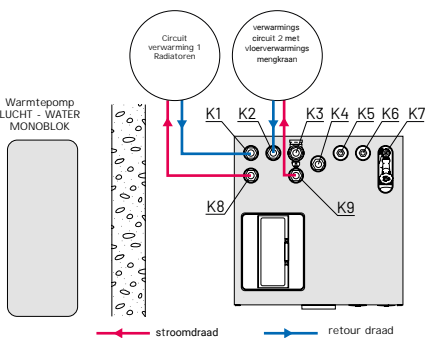 Circuit
verwarming 1
Radiatoren
verwarmings
circuit 2 met
vloerverwarmings
mengkraan
Warmtepomp
LUCHT - WATER
MONOBLOK
K1 K2 K3 K4 K5 K6 K7
K8 K9
stroomdraad retour draad